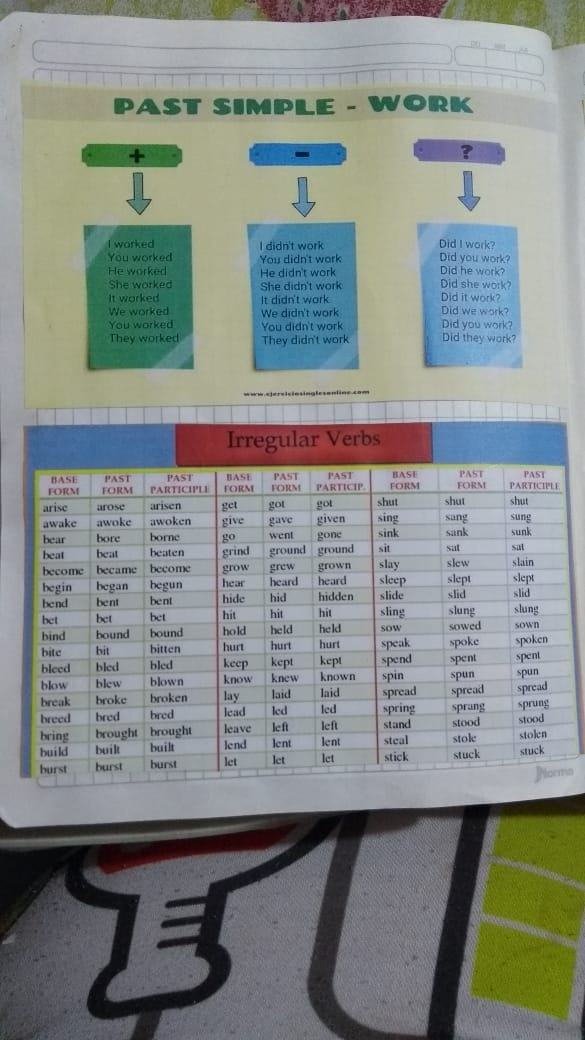 PAST SIMPLE - WORK
+
I worked
You worked
He worked
She worked
It worked
We worked
You worked
They worked
-
I didn't work
You didn't work
He didn't work
She didn't work
It didn't work
We didn't work
You didn't work
They didn't work
?
Did I work?
Did you work?
Did he work?
Did she work?
Did it work?
Did we work?
Did you work?
Did they work?
www.ejerciciosinglesonline.com
Irregular Verbs
BASE FORM PAST FORM PAST PARTICIPLE BASE FORM PAST FORM PAST PARTICIP. BASE FORM PAST FORM PAST PARTICIPLE
arise arose arisen get got got shut shut shut
awake awoke awoken give gave given sing sang sung
bear bore borne go went gone sink sank sunk
beat beat beaten grind ground ground sit sat sat
become became become grow grew grown slay slew slain
begin began begun hear heard heard sleep slept slept
bend bent bent hide hid hidden slide slid slid
bet bet bet hit hit hit sling slung slung
bind bound bound hold held held sow sowed sown
bite bit bitten hurt hurt hurt speak spoke spoken
bleed bled bled keep kept kept spend spent spent
blow blew blown know knew known spin spun spun
break broke broken lay laid laid spread spread spread
breed bred bred lead led led spring sprang sprung
bring brought brought leave left left stand stood stood
build built built lend lent lent steal stole stolen
burst burst burst let let let stick stuck stuck
Norma